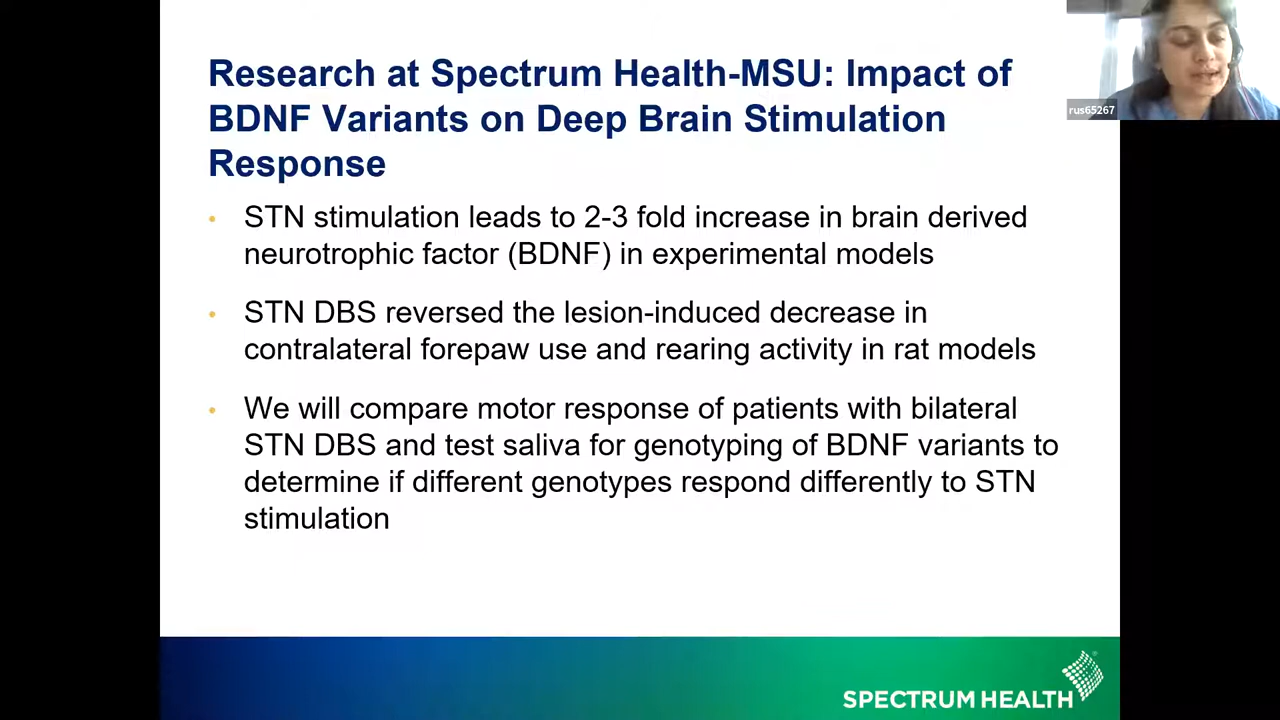 Research at Spectrum Health-MSU: Impact of
BDNF Variants on Deep Brain Stimulation
Response
• STN stimulation leads to 2-3 fold increase in brain derived
neurotrophic factor (BDNF) in experimental models
• STN DBS reversed the lesion-induced decrease in
contralateral forepaw use and rearing activity in rat models
• We will compare motor response of patients with bilateral
STN DBS and test saliva for genotyping of BDNF variants to
determine if different genotypes respond differently to STN
stimulation
rus65267
SPECTRUM HEALTH